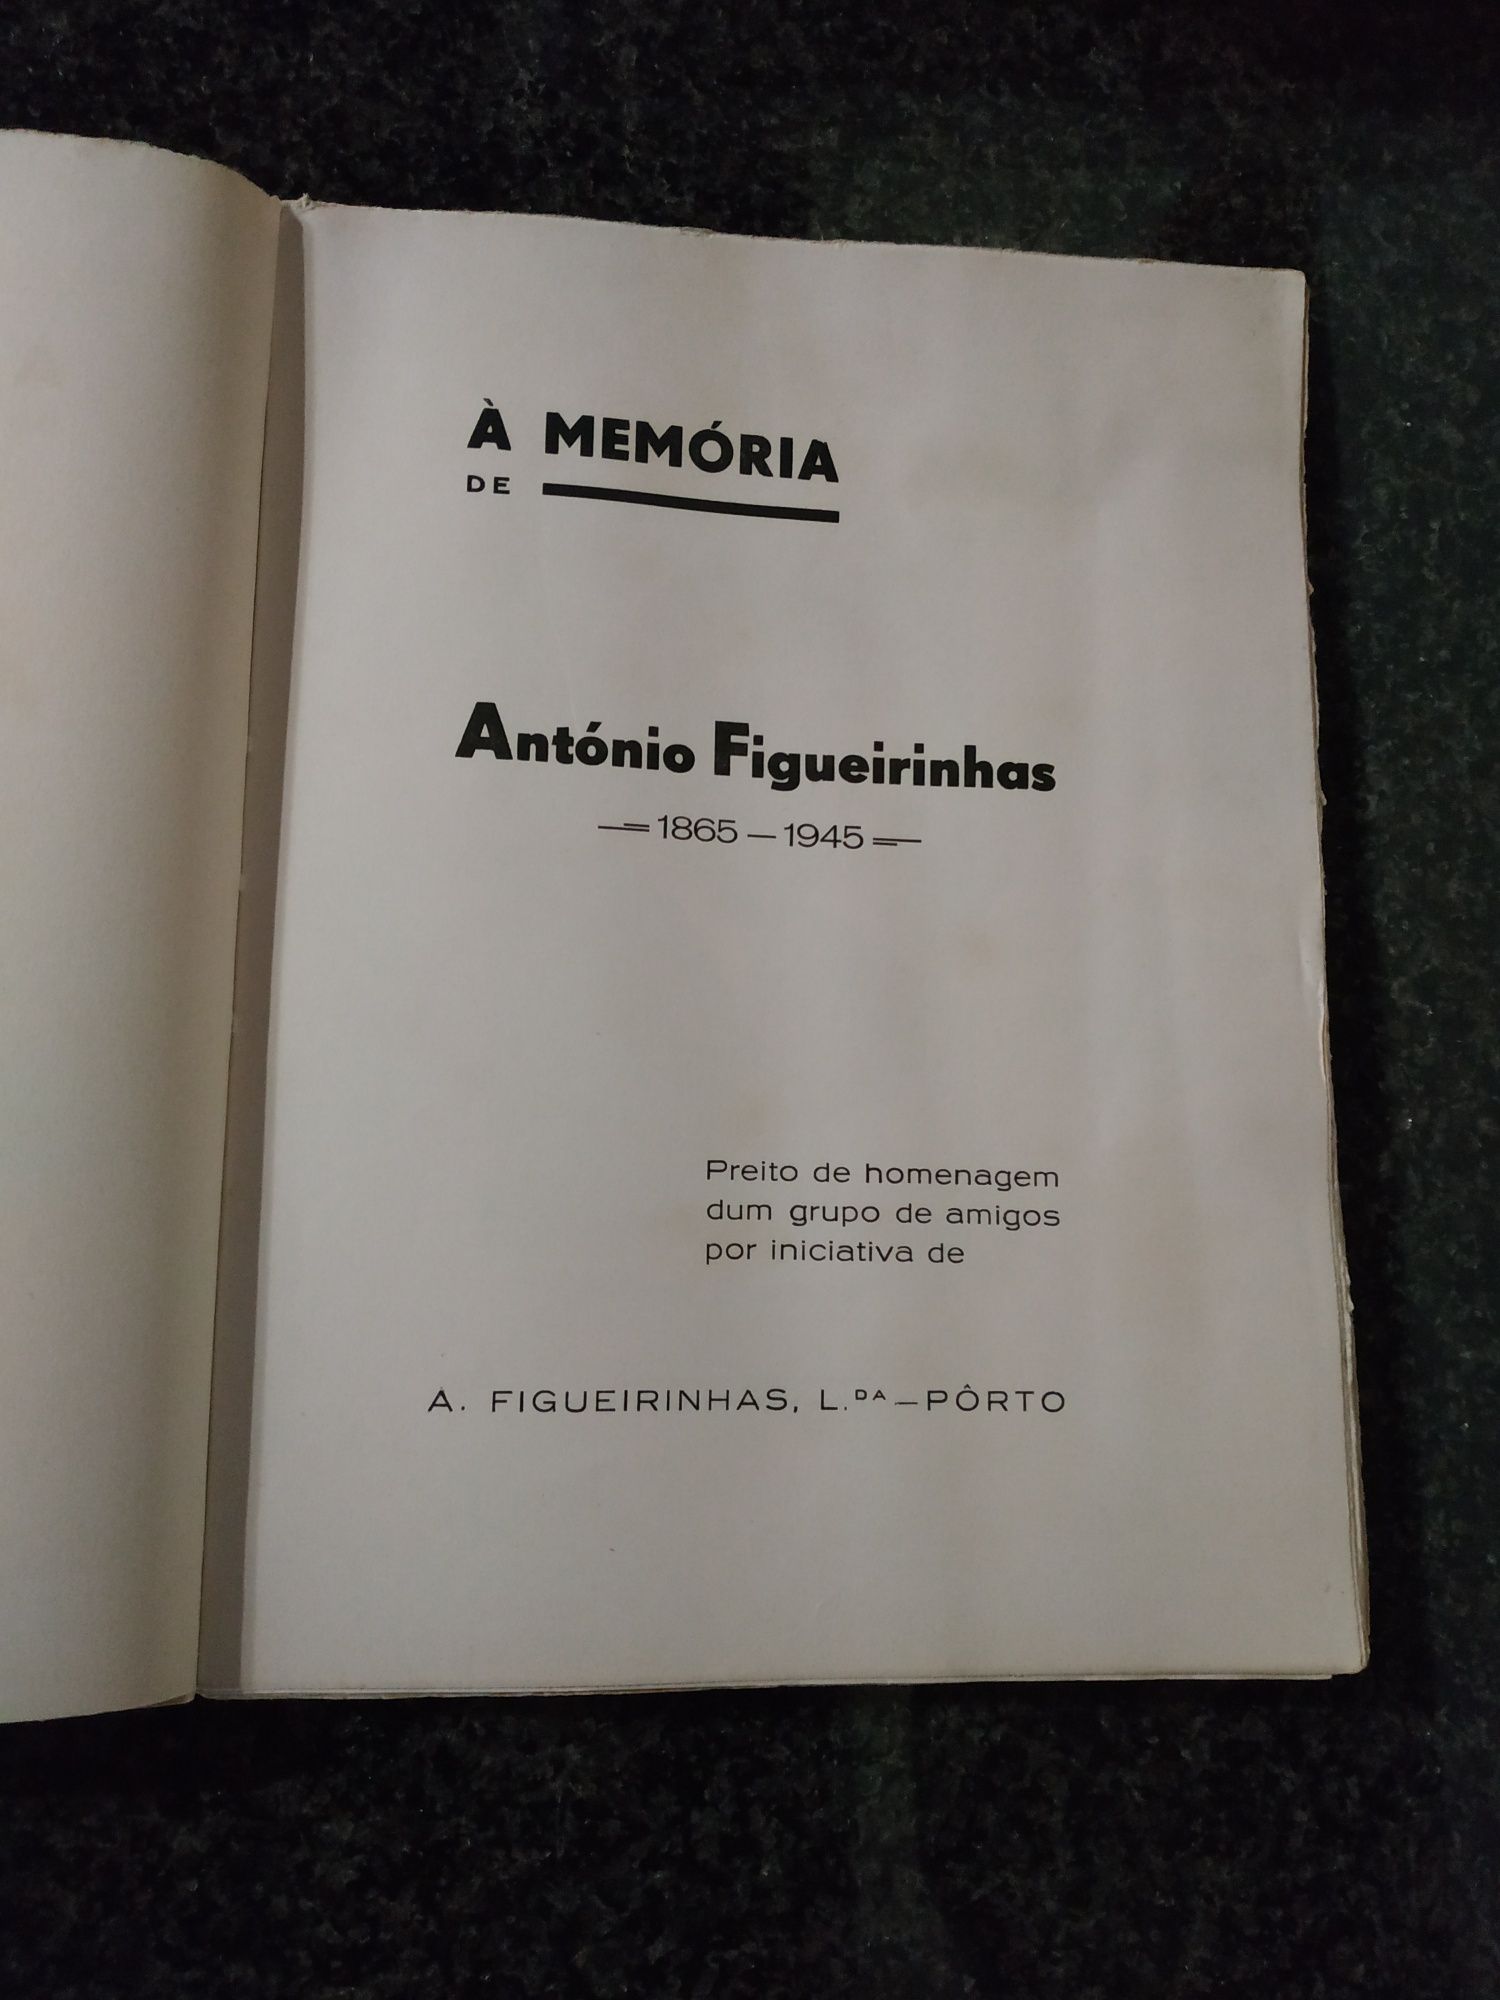 À MEMÓRIA
DE
António Figueirinhas
1865 — 1945
Preito de homenagem
dum grupo de amigos
por iniciativa de
A. FIGUEIRINHAS, L.DA — PÔRTO